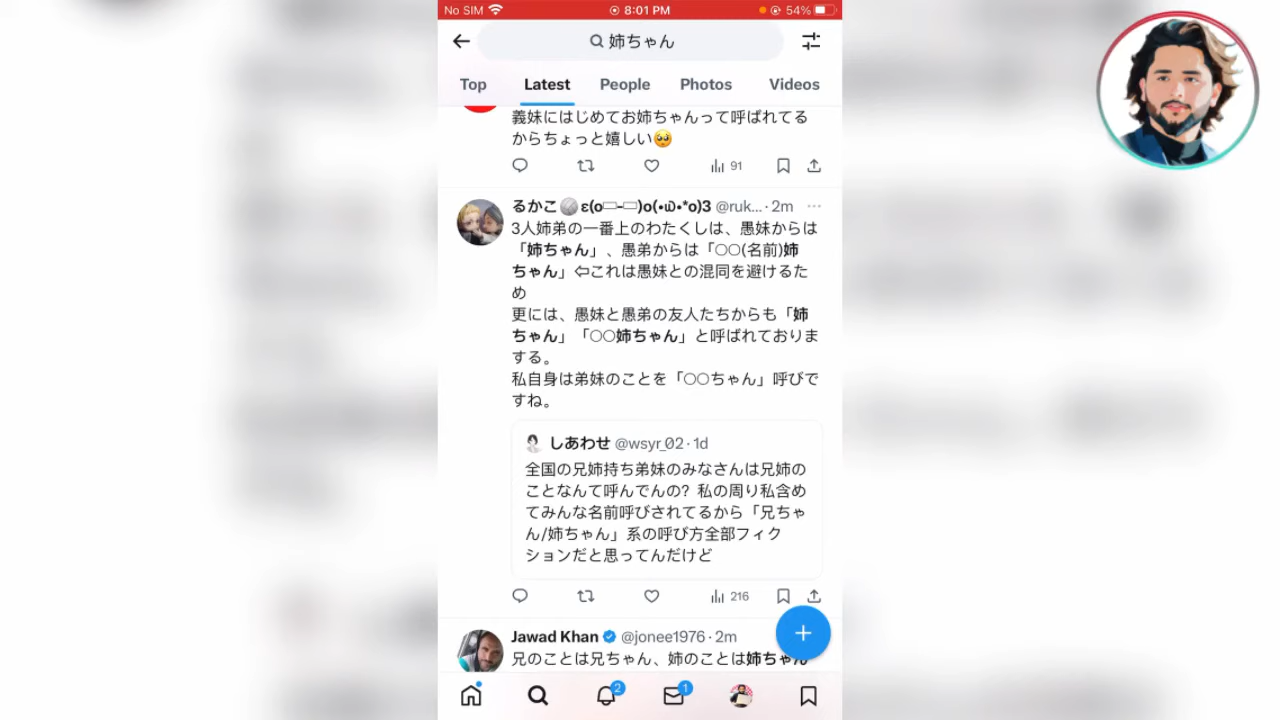 No SIM 8:01 PM 54%
姉ちゃん
Top Latest People Photos Videos
義妹にはじめてお姉ちゃんって呼ばれてる
からちょっと嬉しい🥺
91
るかこ ε(o▭-▭)o(•ѽ•*o)3 @ruk... · 2m
3人姉弟の一番上のわたくしは、愚妹からは
「姉ちゃん」、愚弟からは「○○(名前)姉
ちゃん」⇦これは愚妹との混同を避けるた
め
更には、愚妹と愚弟の友人たちからも「姉
ちゃん」「○○姉ちゃん」と呼ばれておりま
する。
私自身は弟妹のことを「○○ちゃん」呼びで
すね。
しあわせ @wsyr_02 · 1d
全国の兄姉持ち弟妹のみなさんは兄姉の
ことなんて呼んでんの? 私の周り私含め
てみんな名前呼びされてるから「兄ちゃ
ん/姉ちゃん」系の呼び方全部フィク
ションだと思ってんだけど
216
Jawad Khan @jonee1976 · 2m
兄のことは兄ちゃん、姉のことは姉ちゃん
2 1